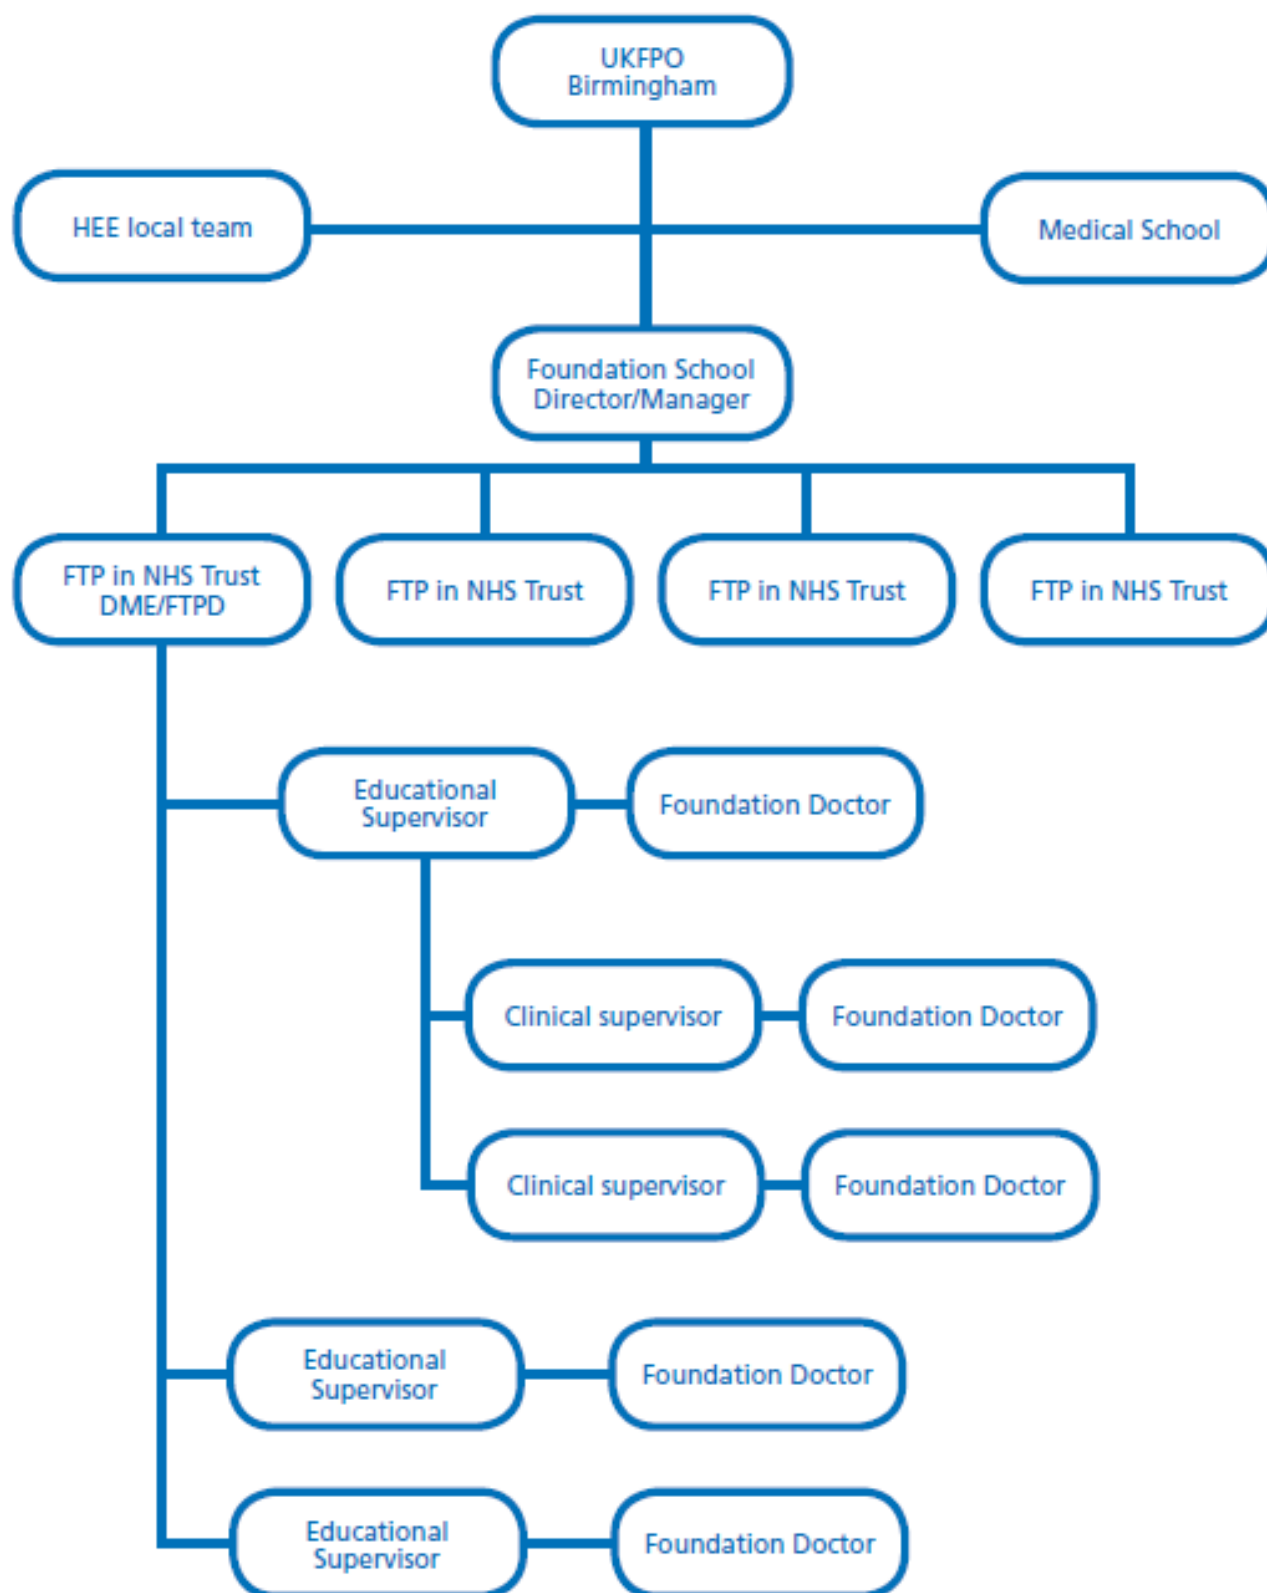 UKFPO
Birmingham
HEE local team
Medical School
Foundation School
Director/Manager
FTP in NHS Trust
DME/FTPD
FTP in NHS Trust
FTP in NHS Trust
FTP in NHS Trust
Educational
Supervisor
Foundation Doctor
Clinical supervisor
Foundation Doctor
Clinical supervisor
Foundation Doctor
Educational
Supervisor
Foundation Doctor
Educational
Supervisor
Foundation Doctor